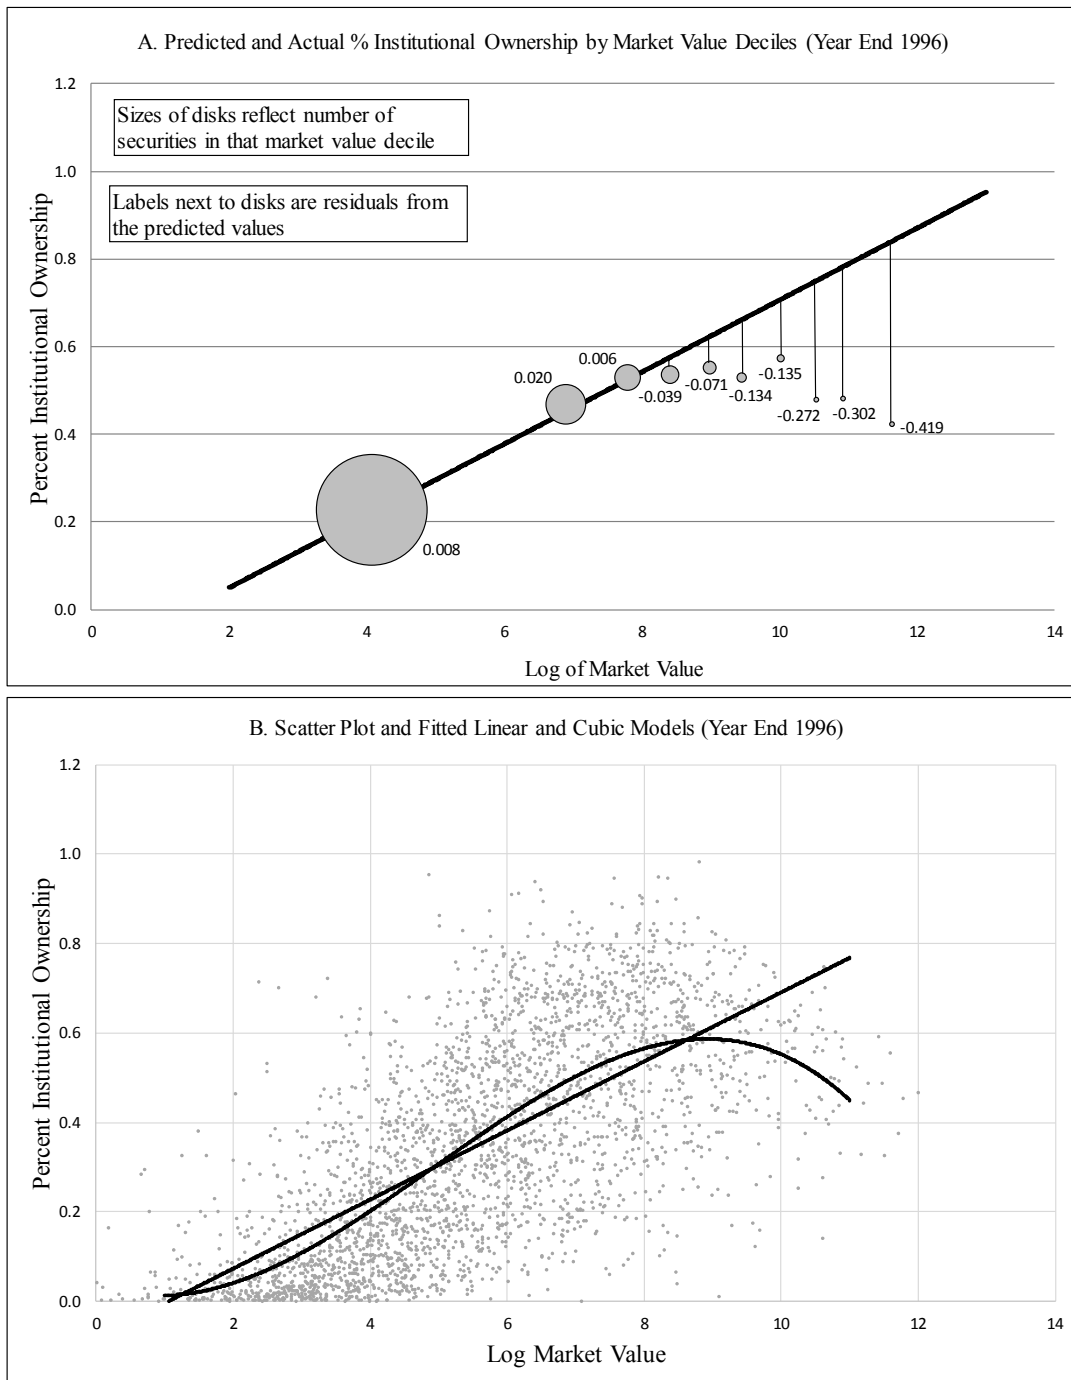 A. Predicted and Actual % Institutional Ownership by Market Value Deciles (Year End 1996)
1.2
Sizes of disks reflect number of
securities in that market value decile
1.0
Labels next to disks are residuals from
the predicted values
0.8
Percent Institutional Ownership
0.6
0.006
-0.135
0.020
-0.039
-0.071
-0.134
-0.272
-0.302
-0.419
0.4
0.2
0.008
0.0
0 2 4 6 8 10 12 14
Log of Market Value
B. Scatter Plot and Fitted Linear and Cubic Models (Year End 1996)
1.2
1.0
0.8
Percent Institutional Ownership
0.6
0.4
0.2
0.0
0 2 4 6 8 10 12 14
Log Market Value